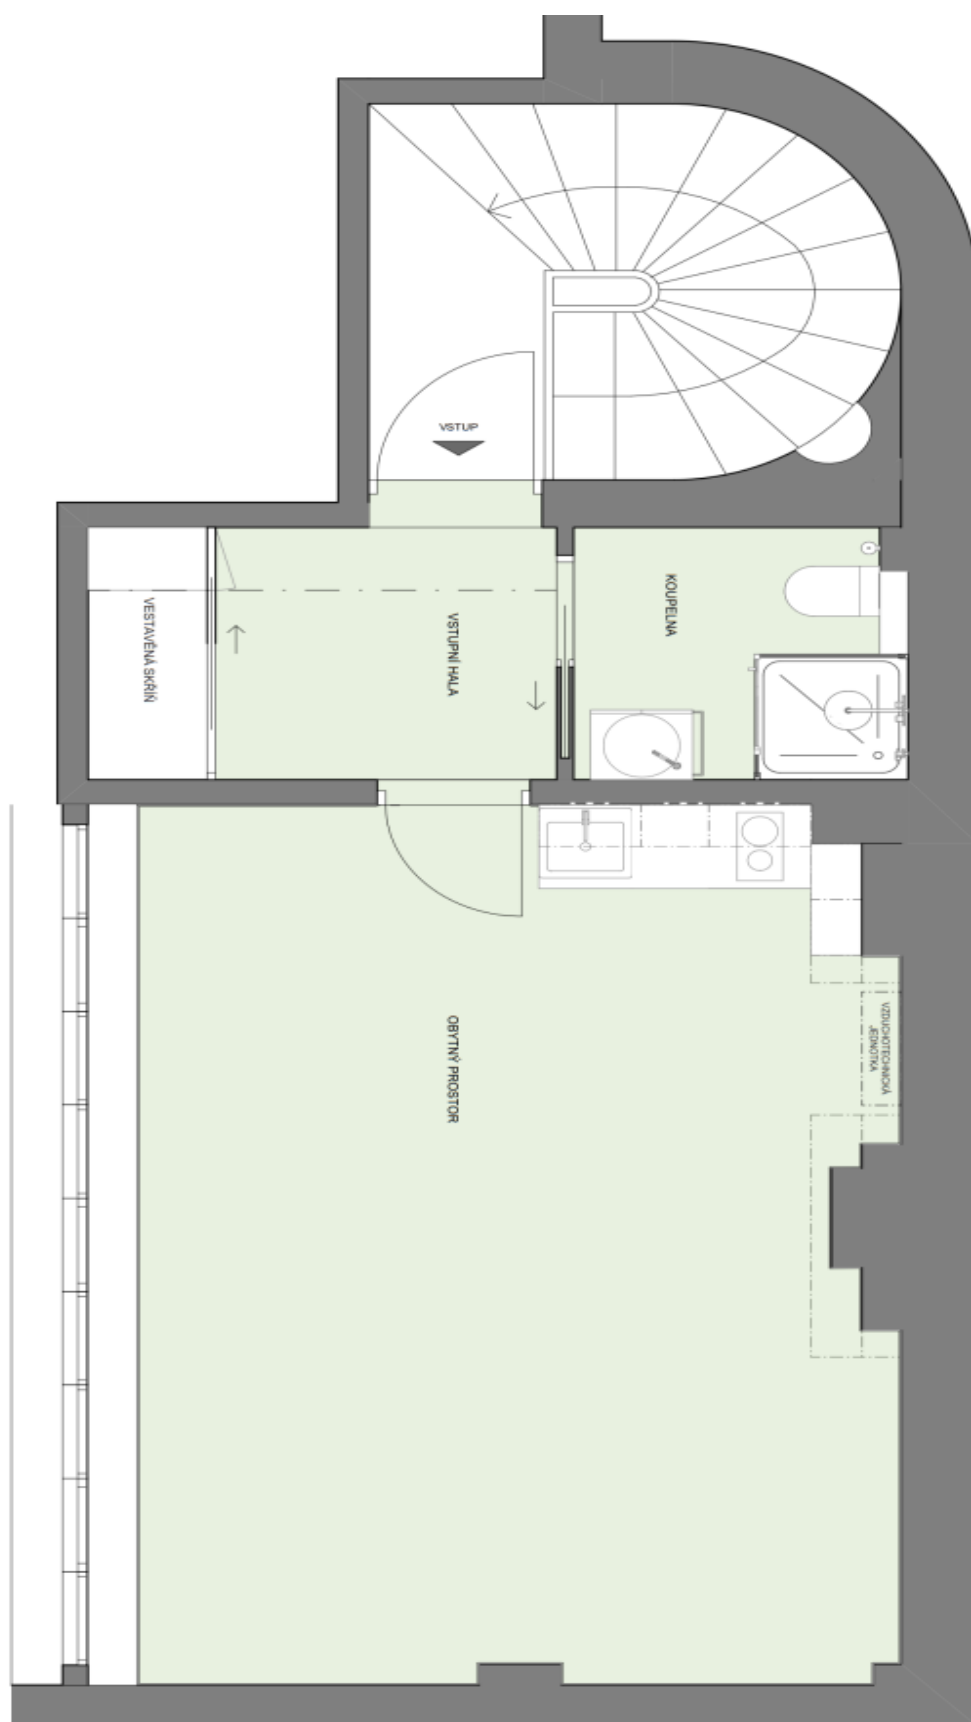 VSTUP
KOUPELNA
VESTAVĚNÁ SKŘÍŇ
VSTUPNÍ HALA
VZDUCHOTECHNICKÁ
JEDNOTKA
OBYTNÝ PROSTOR